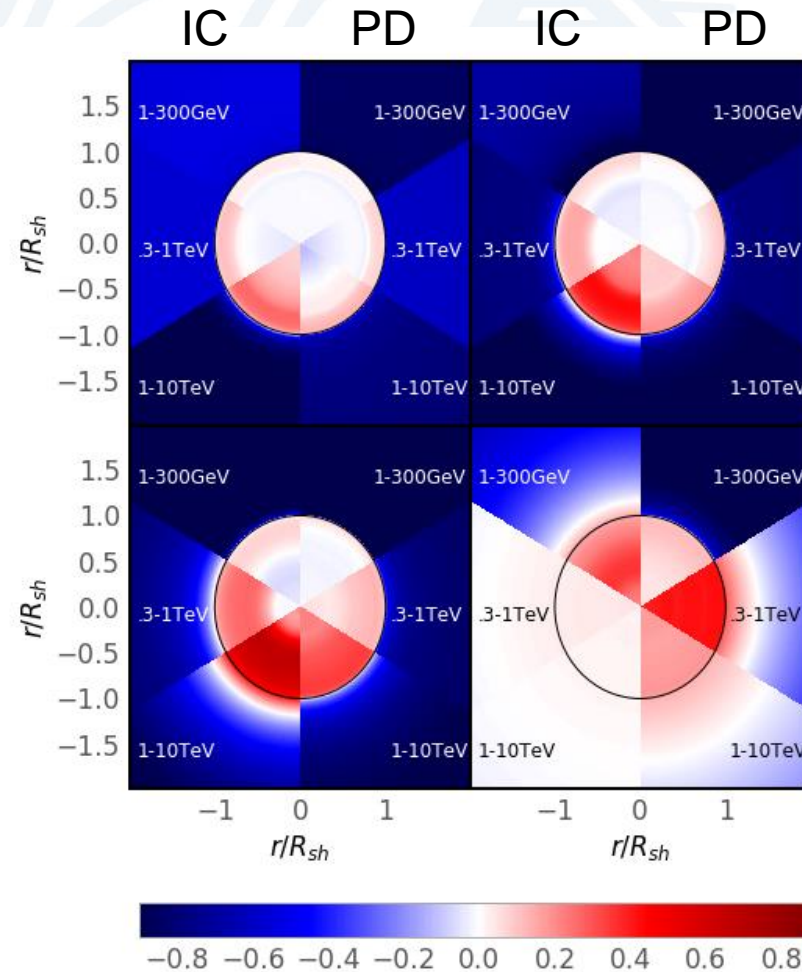 IC PD IC PD
1-300GeV 1-300GeV 1-300GeV 1-300GeV
1.5
1.0
0.5
0.0
−0.5
−1.0
−1.5
r/R_sh
.3-1TeV .3-1TeV .3-1TeV .3-1TeV
1-10TeV 1-10TeV 1-10TeV 1-10TeV
1-300GeV 1-300GeV 1-300GeV 1-300GeV
1.5
1.0
0.5
0.0
−0.5
−1.0
−1.5
r/R_sh
.3-1TeV .3-1TeV .3-1TeV .3-1TeV
1-10TeV 1-10TeV 1-10TeV 1-10TeV
−1 0 1 −1 0 1
r/R_sh r/R_sh
−0.8 −0.6 −0.4 −0.2 0.0 0.2 0.4 0.6 0.8